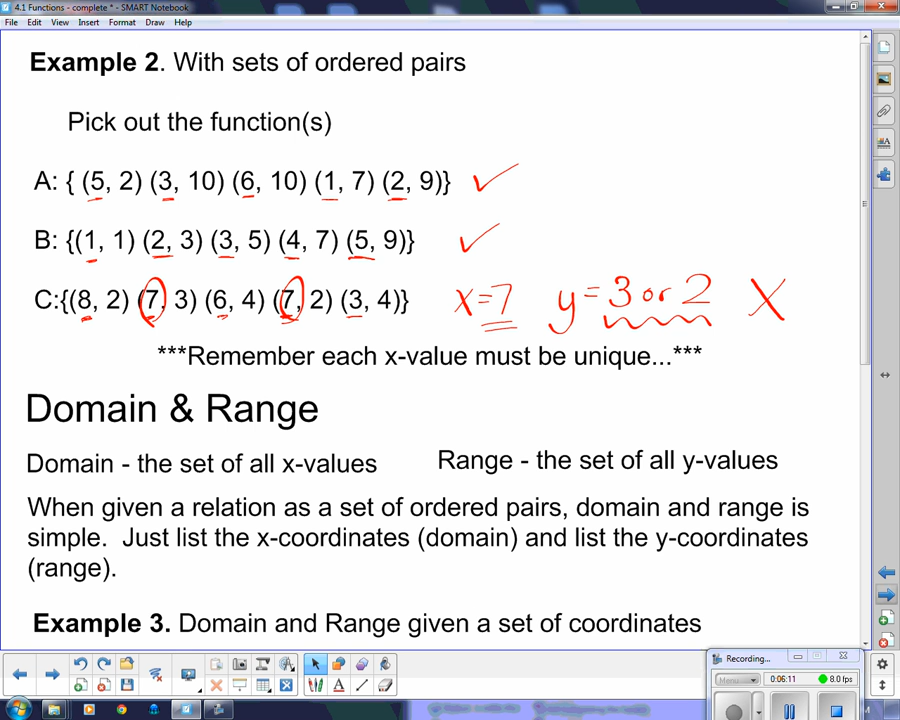 4.1 Functions - complete * - SMART Notebook
File Edit View Insert Format Draw Help
Example 2. With sets of ordered pairs
Pick out the function(s)
A: { (5, 2) (3, 10) (6, 10) (1, 7) (2, 9)}
B: {(1, 1) (2, 3) (3, 5) (4, 7) (5, 9)}
C:{(8, 2) (7, 3) (6, 4) (7, 2) (3, 4)} x=7 y=3 or 2 X
***Remember each x-value must be unique...***
Domain & Range
Domain - the set of all x-values
Range - the set of all y-values
When given a relation as a set of ordered pairs, domain and range is
simple. Just list the x-coordinates (domain) and list the y-coordinates
(range).
Example 3. Domain and Range given a set of coordinates
Recording...
Menu
0:06:11 8.0 fps